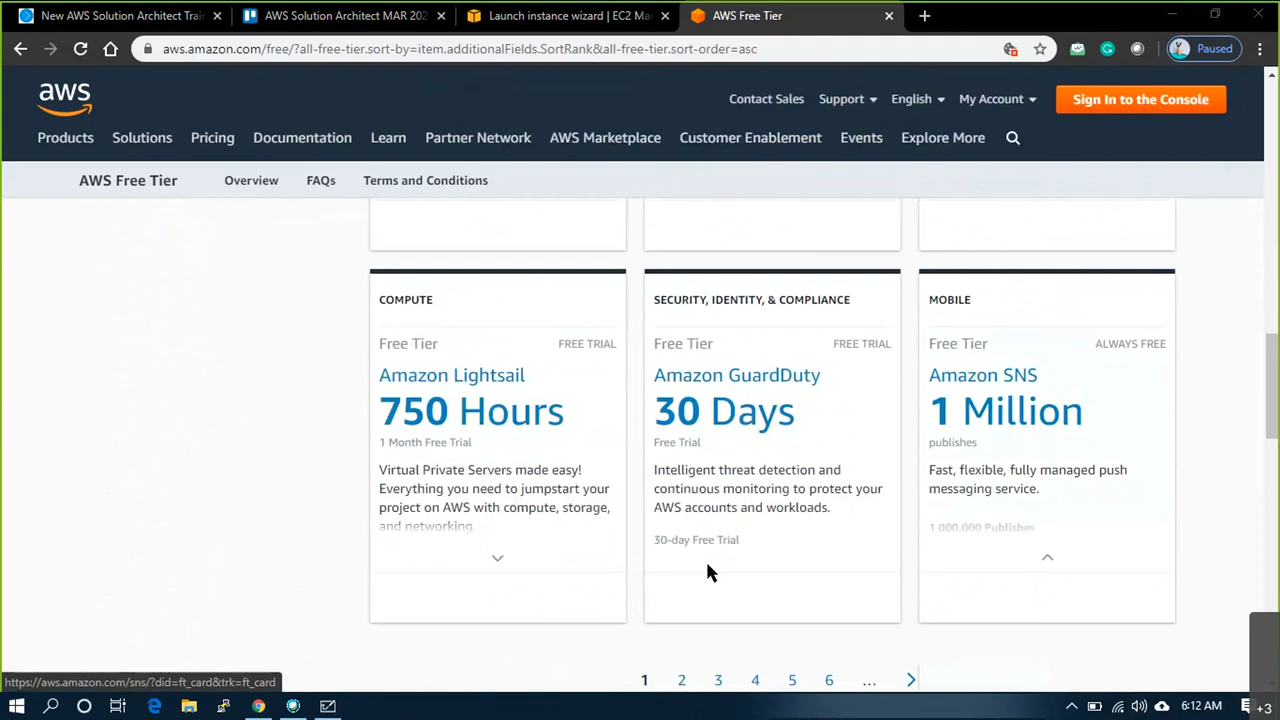 New AWS Solution Architect Trai
AWS Solution Architect MAR 202
Launch instance wizard | EC2 Ma
AWS Free Tier
aws.amazon.com/free/?all-free-tier.sort-by=item.additionalFields.SortRank&all-free-tier.sort-order=asc
Paused
aws
Contact Sales Support English My Account Sign In to the Console
Products Solutions Pricing Documentation Learn Partner Network AWS Marketplace Customer Enablement Events Explore More
AWS Free Tier Overview FAQs Terms and Conditions
COMPUTE
Free Tier FREE TRIAL
Amazon Lightsail
750 Hours
1 Month Free Trial
Virtual Private Servers made easy!
Everything you need to jumpstart your
project on AWS with compute, storage,
and networking.
SECURITY, IDENTITY, & COMPLIANCE
Free Tier FREE TRIAL
Amazon GuardDuty
30 Days
Free Trial
Intelligent threat detection and
continuous monitoring to protect your
AWS accounts and workloads.
30-day Free Trial
MOBILE
Free Tier ALWAYS FREE
Amazon SNS
1 Million
publishes
Fast, flexible, fully managed push
messaging service.
1,000,000 Publishes
1 2 3 4 5 6 ...
https://aws.amazon.com/sns/?did=ft_card&trk=ft_card
6:12 AM
+3